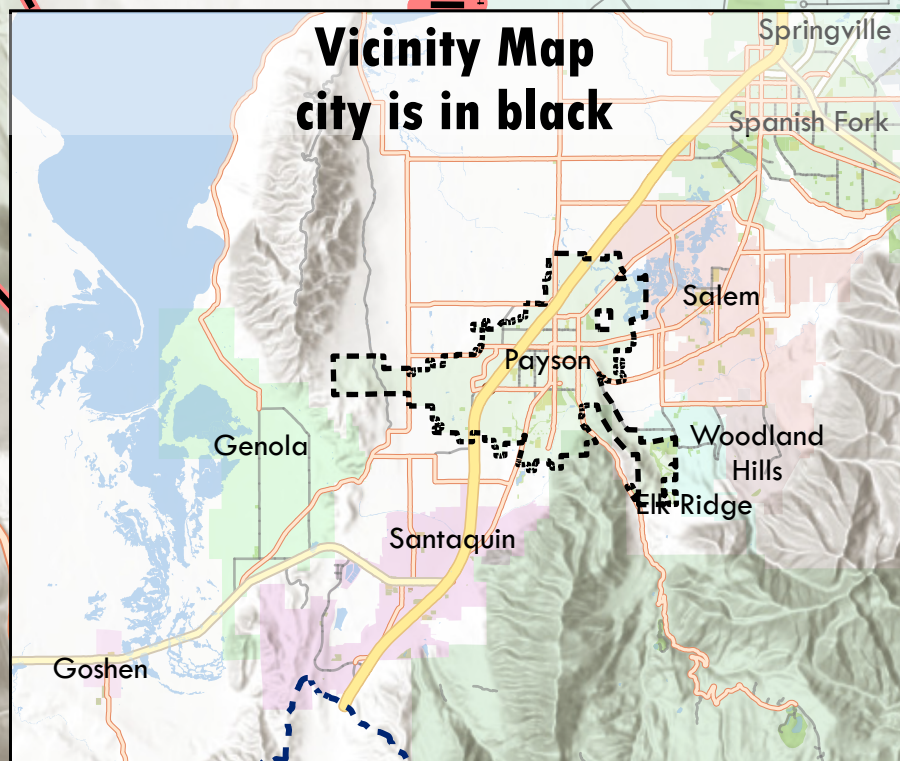 Vicinity Map
city is in black
Springville
Spanish Fork
Salem
Payson
Woodland
Hills
Genola
Elk Ridge
Santaquin
Goshen